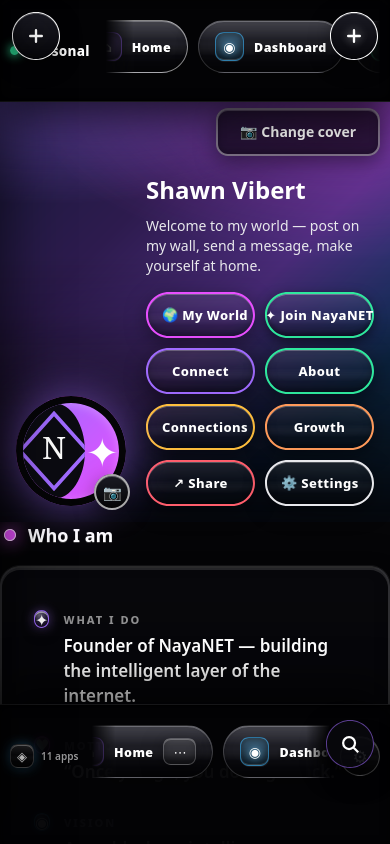 sonal
Home
Dashboard
Change cover
Shawn Vibert
Welcome to my world — post on
my wall, send a message, make
yourself at home.
My World
Join NayaNET
Connect
About
Connections
Growth
Share
Settings
N
Who I am
WHAT I DO
Founder of NayaNET — building
the intelligent layer of the
internet.
11 apps
Home
Dashbo